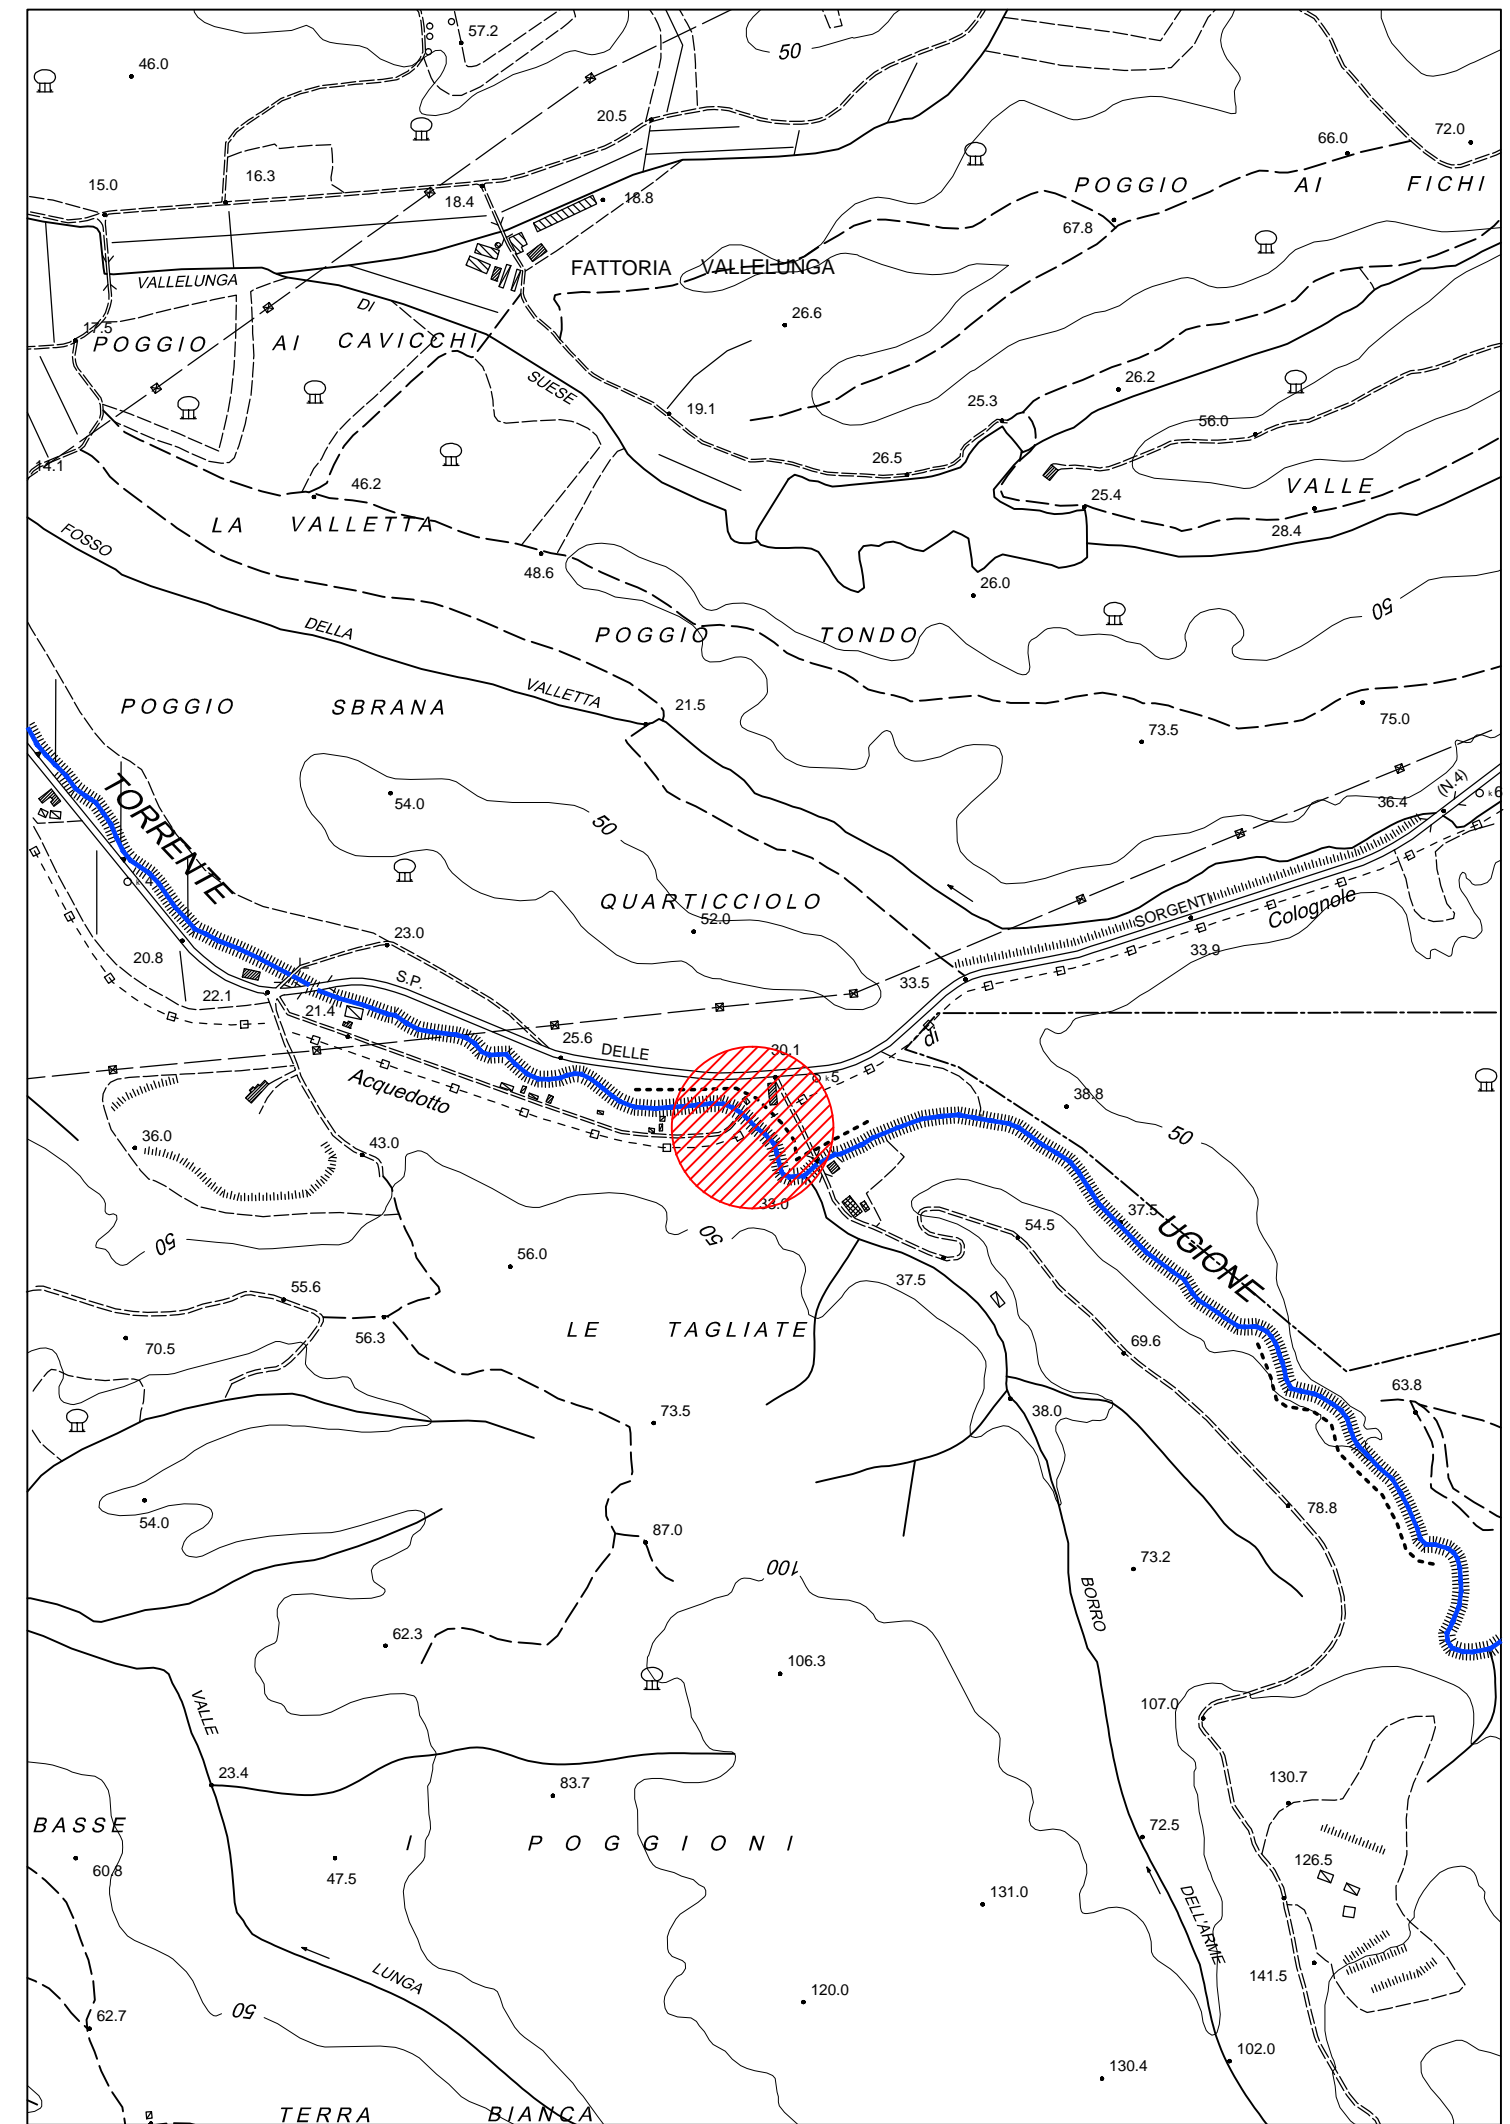 57.2
50
46.0
20.5
66.0
72.0
15.0
16.3
18.4
18.8
POGGIO AI FICHI
67.8
FATTORIA VALLELUNGA
VALLELUNGA
DI
SUESE
26.6
17.5
POGGIO AI CAVICCHI
26.2
25.3
19.1
56.0
14.1
26.5
46.2
25.4
VALLE
28.4
LA VALLETTA
FOSSO
DELLA
VALLETTA
48.6
26.0
50
POGGIO TONDO
21.5
POGGIO SBRANA
73.5
75.0
TORRENTE
54.0
50
36.4
(N.4)
k 6
k 4
QUARTICCIOLO
52.0
SORGENTI
Colognole
23.0
20.8
33.9
S.P.
22.1
33.5
21.4
25.6
DELLE
30.1
di
k 5
Acquedotto
38.8
50
36.0
43.0
33.0
50
37.5
UGIONE
54.5
50
56.0
37.5
55.6
56.3
70.5
LE TAGLIATE
69.6
63.8
73.5
38.0
54.0
78.8
87.0
100
73.2
BORRO
62.3
106.3
VALLE
107.0
23.4
83.7
130.7
BASSE
I POGGIONI
72.5
60.8
47.5
126.5
131.0
DELL'ARME
LUNGA
141.5
120.0
50
62.7
102.0
130.4
TERRA BIANCA